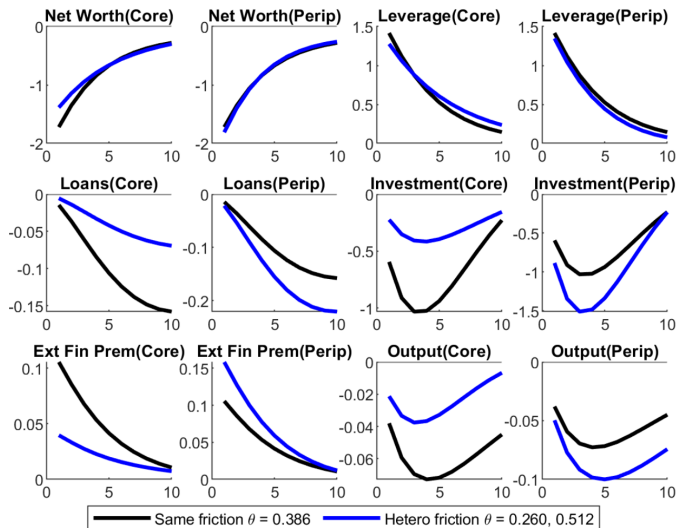 Net Worth(Core) Net Worth(Perip) Leverage(Core) Leverage(Perip)
0 0 1.5 1.5
1 1
-1 -1
0.5 0.5
-2 -2 0 0
0 5 10 0 5 10 0 5 10 0 5 10
Loans(Core) Loans(Perip) Investment(Core) Investment(Perip)
0 0 0 0
-0.05 -0.5
-0.1 -0.5
-0.1 -1
-0.15 -0.2 -1 -1.5
0 5 10 0 5 10 0 5 10 0 5 10
Ext Fin Prem(Core) Ext Fin Prem(Perip) Output(Core) Output(Perip)
0.1 0.15 0 0
0.1 -0.02
0.05 -0.05
0.05 -0.04
-0.06
0 0 -0.1
0 5 10 0 5 10 0 5 10 0 5 10
Same friction θ = 0.386 Hetero friction θ = 0.260, 0.512